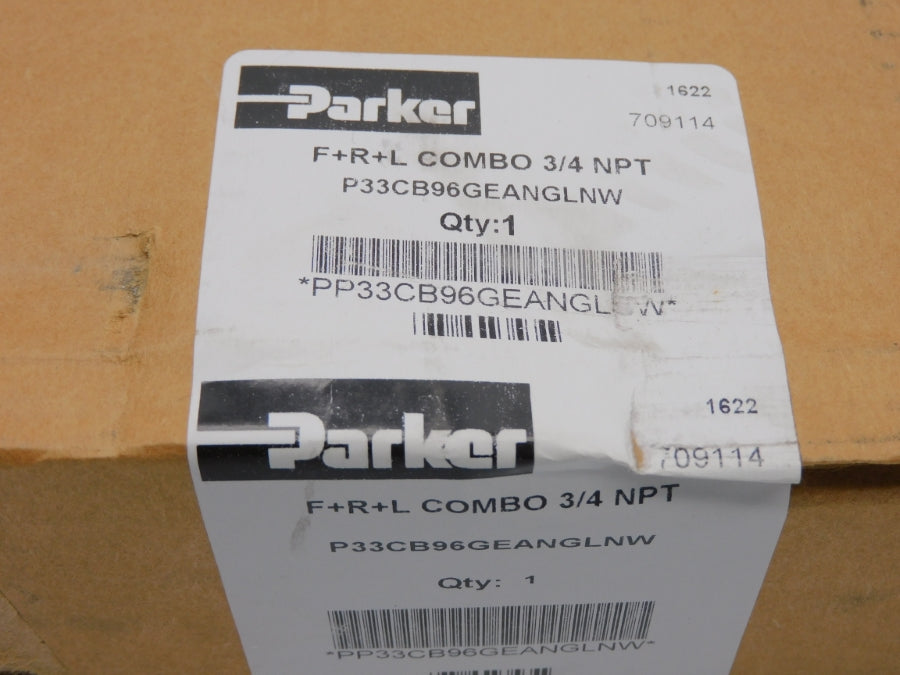 Parker
1622
709114
F+R+L COMBO 3/4 NPT
P33CB96GEANGLNW
Qty:1
*PP33CB96GEANGLNW*
Parker
1622
709114
F+R+L COMBO 3/4 NPT
P33CB96GEANGLNW
Qty: 1
*PP33CB96GEANGLNW*